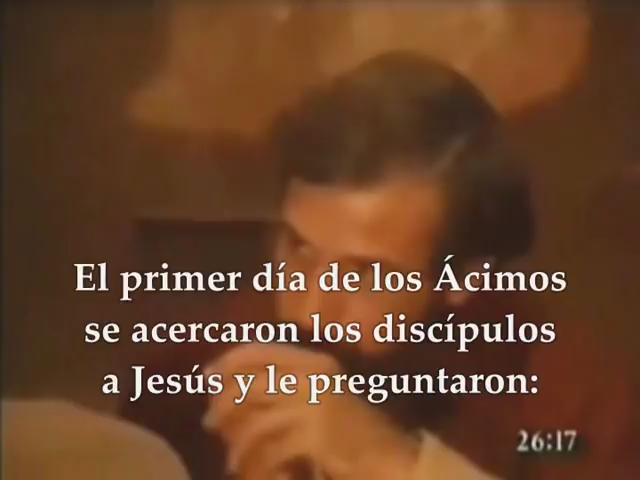 El primer día de los Ácimos
se acercaron los discípulos
a Jesús y le preguntaron:
26:17